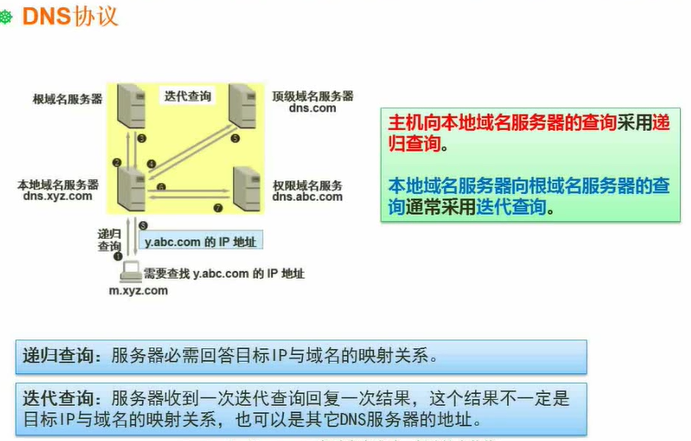 DNS协议
迭代查询
根域名服务器
顶级域名服务器
dns.com
❸
❺
❷
❹
本地域名服务器
dns.xyz.com
❻
❼
权限域名服务
dns.abc.com
递归
查询
❶
y.abc.com 的 IP 地址
需要查找 y.abc.com 的 IP 地址
m.xyz.com
主机向本地域名服务器的查询采用递
归查询。
本地域名服务器向根域名服务器的查
询通常采用迭代查询。
递归查询：服务器必需回答目标IP与域名的映射关系。
迭代查询：服务器收到一次迭代查询回复一次结果，这个结果不一定是
目标IP与域名的映射关系，也可以是其它DNS服务器的地址。